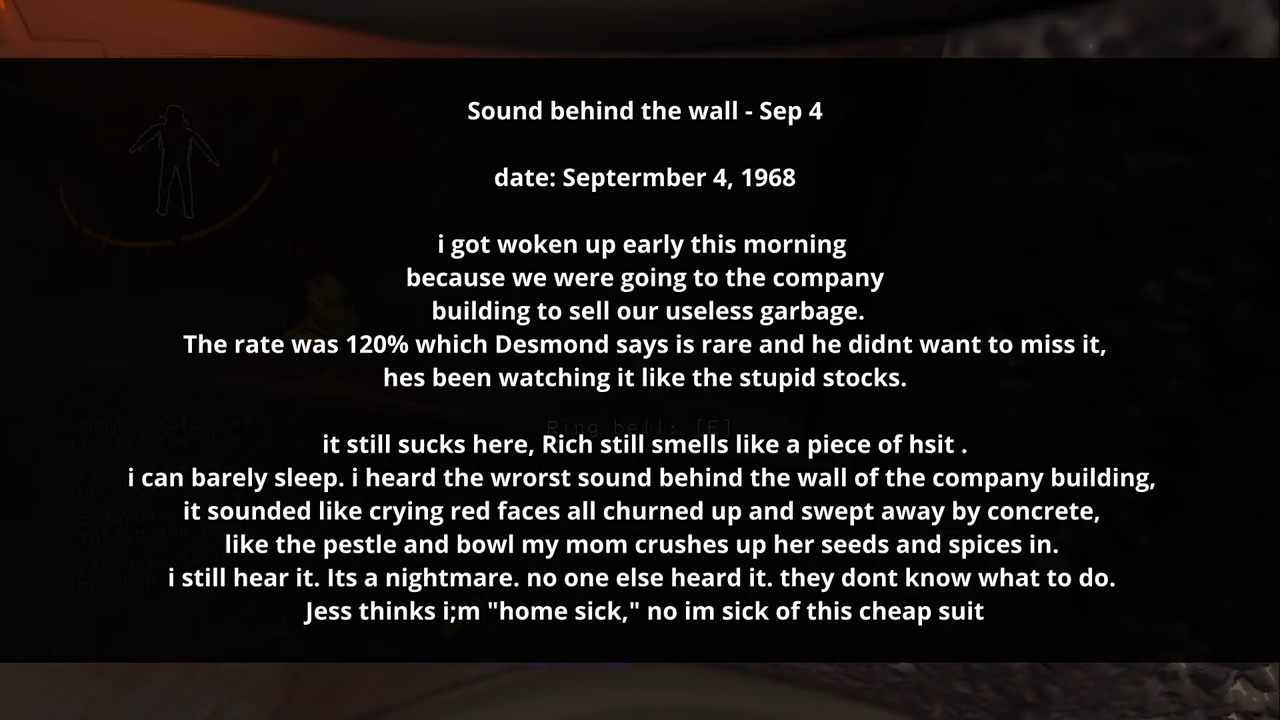 Sound behind the wall - Sep 4
date: Septermber 4, 1968
i got woken up early this morning
because we were going to the company
building to sell our useless garbage.
The rate was 120% which Desmond says is rare and he didnt want to miss it,
hes been watching it like the stupid stocks.
Ring bell: [E]
it still sucks here, Rich still smells like a piece of hsit .
i can barely sleep. i heard the wrorst sound behind the wall of the company building,
it sounded like crying red faces all churned up and swept away by concrete,
like the pestle and bowl my mom crushes up her seeds and spices in.
i still hear it. Its a nightmare. no one else heard it. they dont know what to do.
Jess thinks i;m "home sick," no im sick of this cheap suit